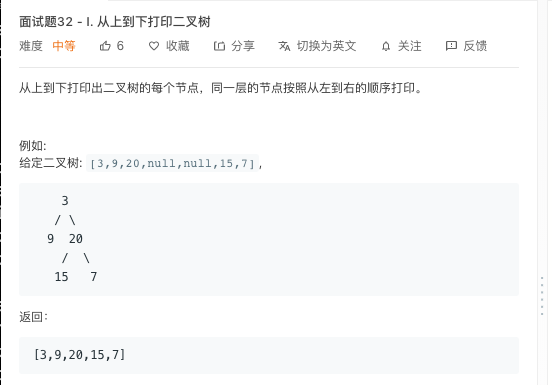 面试题32 - I. 从上到下打印二叉树
难度 中等 6 收藏 分享 切换为英文 关注 反馈
从上到下打印出二叉树的每个节点，同一层的节点按照从左到右的顺序打印。
例如:
给定二叉树: [3,9,20,null,null,15,7],
3
/ \
9 20
/ \
15 7
返回：
[3,9,20,15,7]